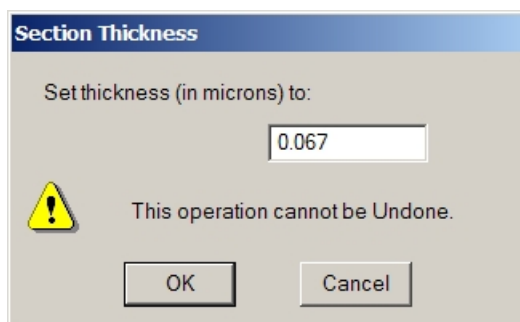 Section Thickness
Set thickness (in microns) to:
0.067
This operation cannot be Undone.
OK
Cancel